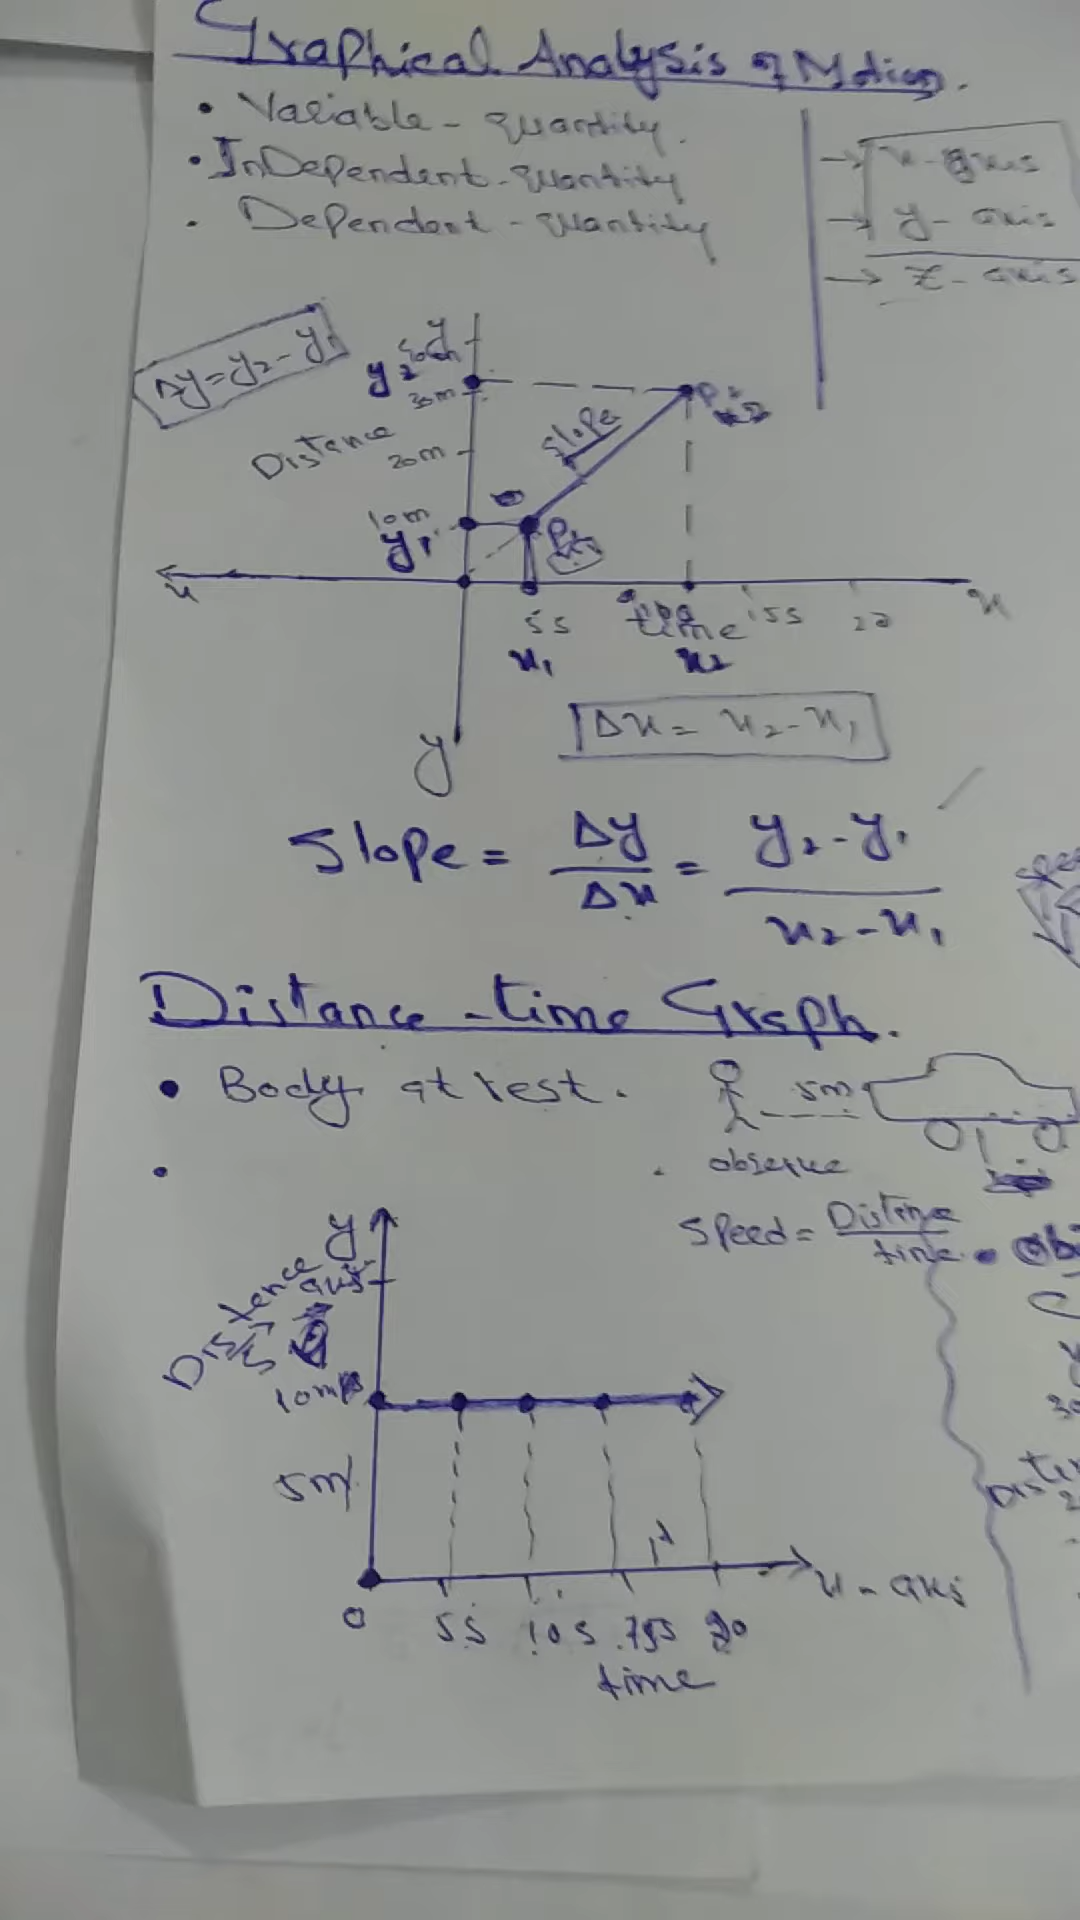 Graphical Analysis of Motion.
• Variable - quantity.
• InDependent - quantity
• Dependent - quantity
→ x-axis
→ y- axis
→ z- axis
Δy=y₂-y₁
y
y₂
30m
Distance
20m
10m
y₁
Slope
P₂
P₁
x
x
5s
time
15s
20
x₁
x₂
y
Δx = x₂-x₁
Slope = Δy/Δx = y₂-y₁/x₂-x₁
Distance -time Graph.
• Body at rest.
5m
observe
Speed = Distance/time
y
axis
Distance
10m
5m
0
5s 10s 15s 20
x-axis
time